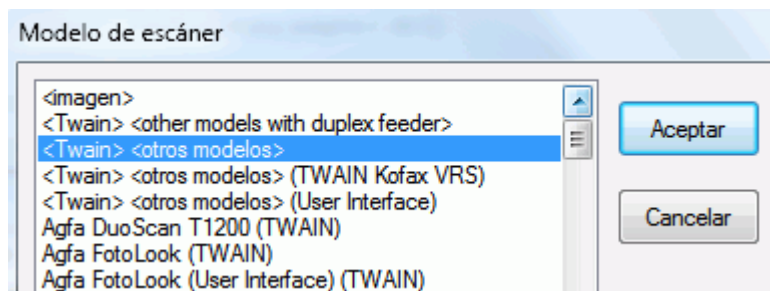 Modelo de escáner
<imagen>
<Twain> <other models with duplex feeder>
<Twain> <otros modelos>
<Twain> <otros modelos> (TWAIN Kofax VRS)
<Twain> <otros modelos> (User Interface)
Agfa DuoScan T1200 (TWAIN)
Agfa FotoLook (TWAIN)
Agfa FotoLook (User Interface) (TWAIN)
Aceptar
Cancelar